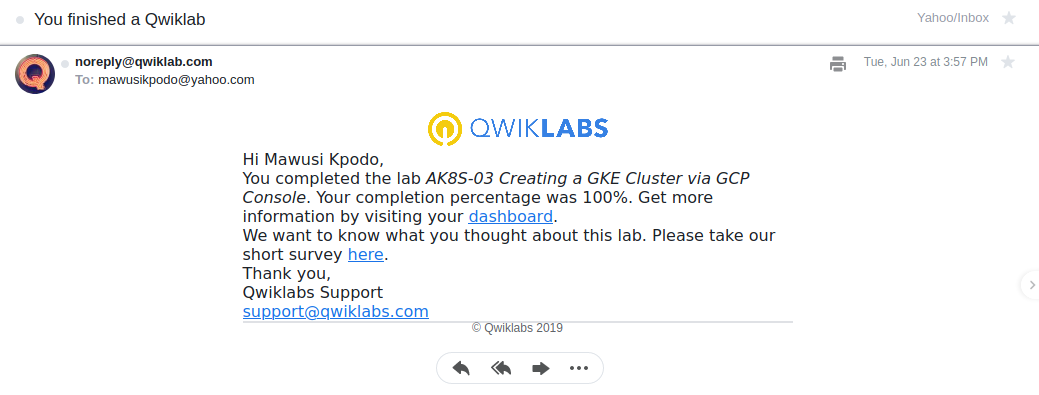 You finished a Qwiklab
Yahoo/Inbox
noreply@qwiklab.com
To: mawusikpodo@yahoo.com
Tue, Jun 23 at 3:57 PM
QWIKLABS
Hi Mawusi Kpodo,
You completed the lab AK8S-03 Creating a GKE Cluster via GCP
Console. Your completion percentage was 100%. Get more
information by visiting your dashboard.
We want to know what you thought about this lab. Please take our
short survey here.
Thank you,
Qwiklabs Support
support@qwiklabs.com
© Qwiklabs 2019